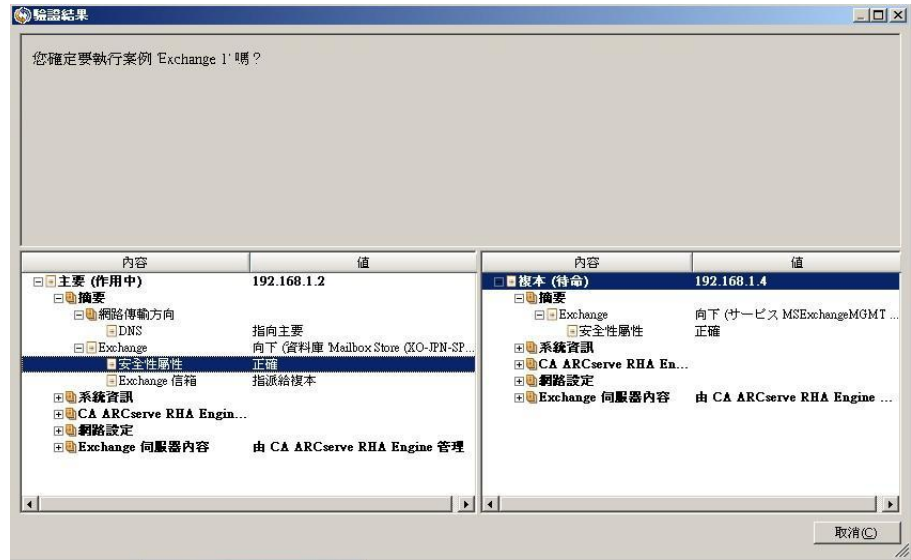 驗證結果
您確定要執行案例 'Exchange 1' 嗎？
內容 值
主要 (作用中) 192.168.1.2
摘要
網路傳輸方向
DNS 指向主要
Exchange 向下 (資料庫 'Mailbox Store (XO-JPN-SP...
安全性屬性 正確
Exchange 信箱 指派給複本
系統資訊
CA ARCserve RHA Engin...
網路設定
Exchange 伺服器內容 由 CA ARCserve RHA Engine 管理
內容 值
複本 (待命) 192.168.1.4
摘要
Exchange 向下 (サービス MSExchangeMGMT ...
安全性屬性 正確
系統資訊
CA ARCserve RHA En...
網路設定
Exchange 伺服器內容 由 CA ARCserve RHA Engine ...
取消(C)